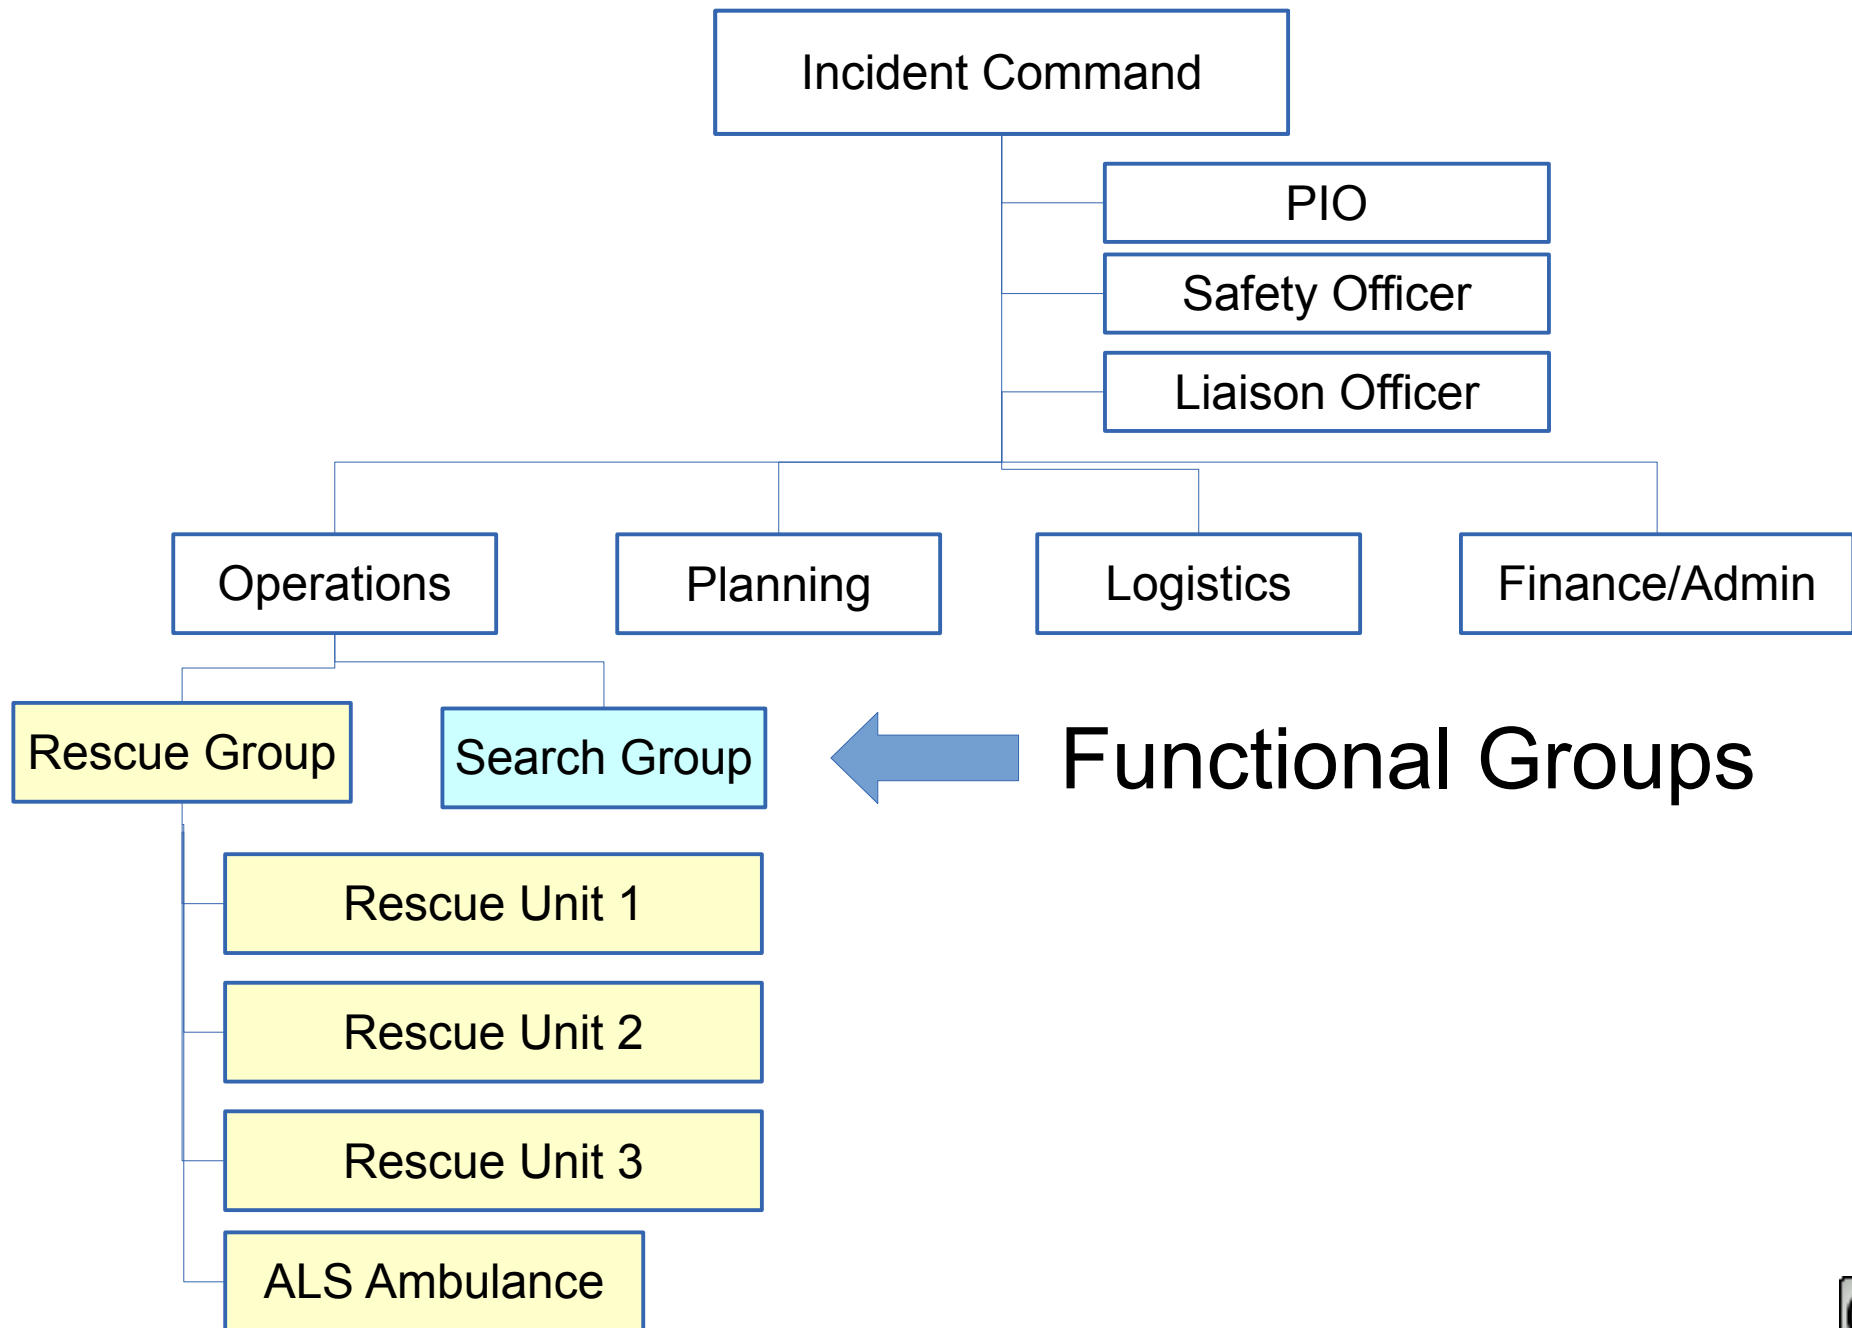 Incident Command
PIO
Safety Officer
Liaison Officer
Operations
Planning
Logistics
Finance/Admin
Rescue Group
Search Group
Functional Groups
Rescue Unit 1
Rescue Unit 2
Rescue Unit 3
ALS Ambulance